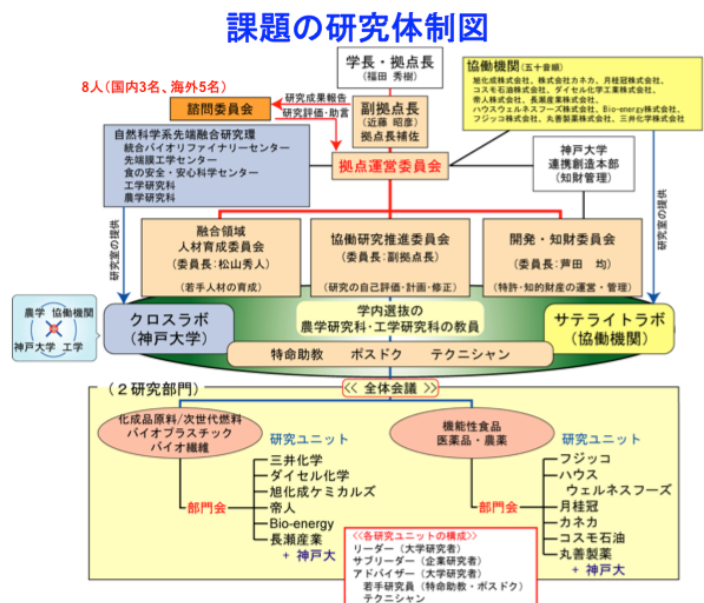 課題の研究体制図
8人(国内3名、海外5名)
諮問委員会
研究成果報告
研究評価・助言
学長・拠点長
(福田 秀樹)
副拠点長
(近藤 昭彦)
拠点長補佐
拠点運営委員会
協働機関(五十音順)
旭化成株式会社、株式会社カネカ、月桂冠株式会社、
コスモ石油株式会社、ダイセル化学工業株式会社、
帝人株式会社、長瀬産業株式会社、
ハウスウェルネスフーズ株式会社、Bio-energy株式会社、
フジッコ株式会社、丸善製薬株式会社、三井化学株式会社
自然科学系先端融合研究環
統合バイオリファイナリーセンター
先端膜工学センター
食の安全・安心科学センター
工学研究科
農学研究科
神戸大学
連携創造本部
(知財管理)
研究室の提供
研究室の提供
融合領域
人材育成委員会
(委員長:松山秀人)
(若手人材の育成)
協働研究推進委員会
(委員長:副拠点長)
(研究の自己評価・計画・修正)
開発・知財委員会
(委員長:芦田 均)
(特許・知的財産の運営・管理)
農学 協働機関
神戸大学 工学
クロスラボ
(神戸大学)
学内選抜の
農学研究科・工学研究科の教員
サテライトラボ
(協働機関)
特命助教 ポスドク テクニシャン
(2研究部門)
<< 全体会議 >>
化成品原料/次世代燃料
バイオプラスチック
バイオ繊維
研究ユニット
部門会
三井化学
ダイセル化学
旭化成ケミカルズ
帝人
Bio-energy
長瀬産業
+ 神戸大
機能性食品
医薬品・農薬
研究ユニット
部門会
フジッコ
ハウス
ウェルネスフーズ
月桂冠
カネカ
コスモ石油
丸善製薬
+ 神戸大
<<各研究ユニットの構成>>
リーダー(大学研究者)
サブリーダー(企業研究者)
アドバイザー(大学研究者)
若手研究員(特命助教・ポスドク)
テクニシャン